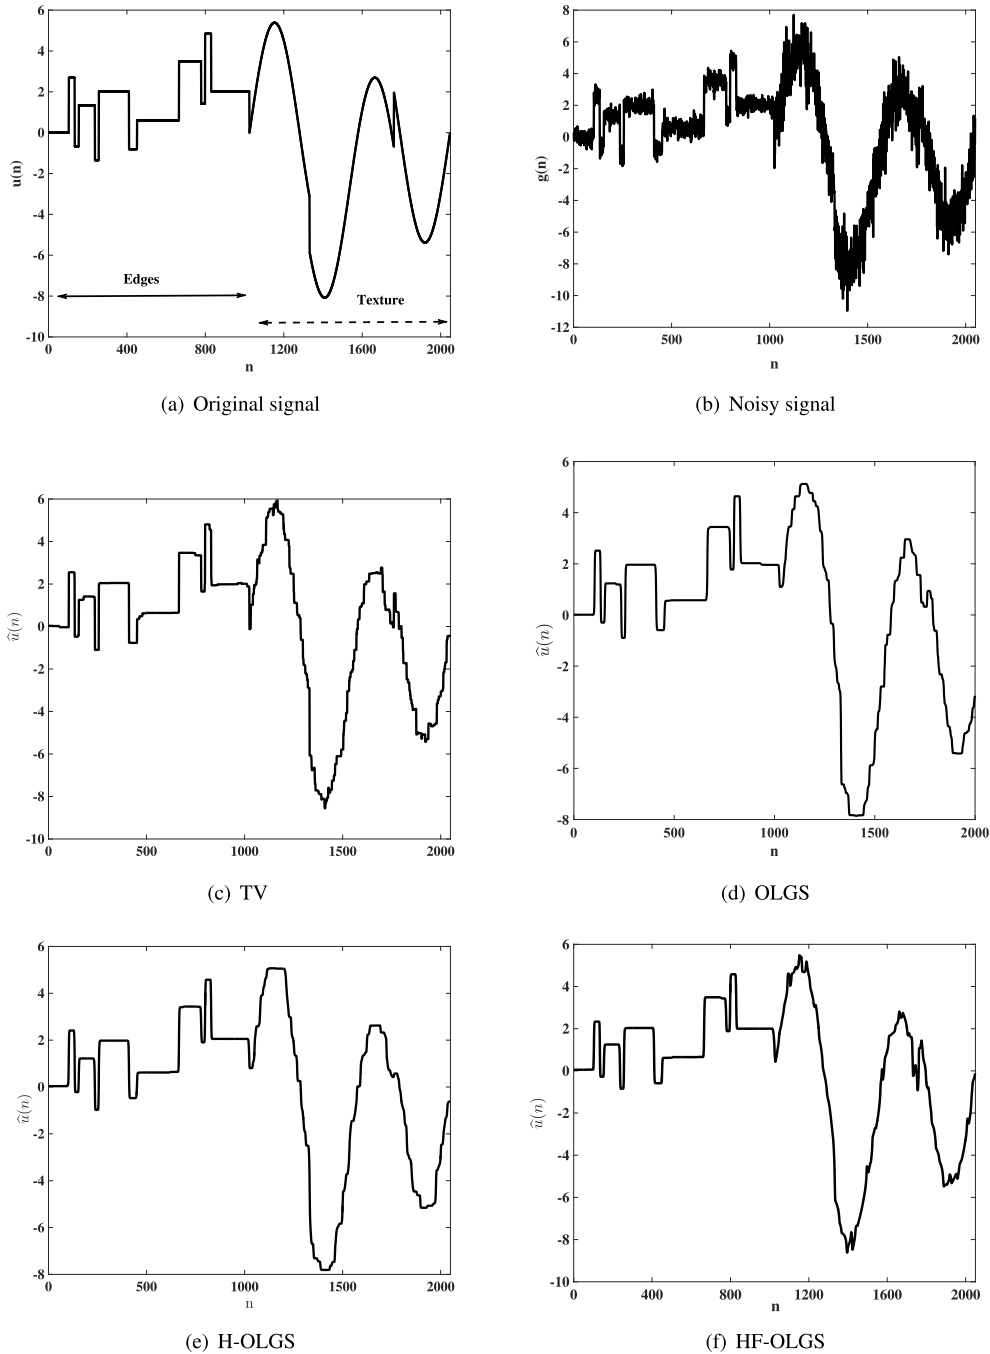 6
4
2
0
-2
-4
-6
-8
-10
u(n)
Edges
Texture
0 400 800 1200 1600 2000
n
(a) Original signal
8
6
4
2
0
-2
-4
-6
-8
-10
-12
g(n)
0 500 1000 1500 2000
n
(b) Noisy signal
6
4
2
0
-2
-4
-6
-8
-10
û(n)
0 500 1000 1500 2000
(c) TV
6
4
2
0
-2
-4
-6
-8
û(n)
0 500 1000 1500 2000
n
(d) OLGS
6
4
2
0
-2
-4
-6
-8
û(n)
0 500 1000 1500 2000
n
(e) H-OLGS
6
4
2
0
-2
-4
-6
-8
-10
û(n)
0 400 800 1200 1600 2000
n
(f) HF-OLGS